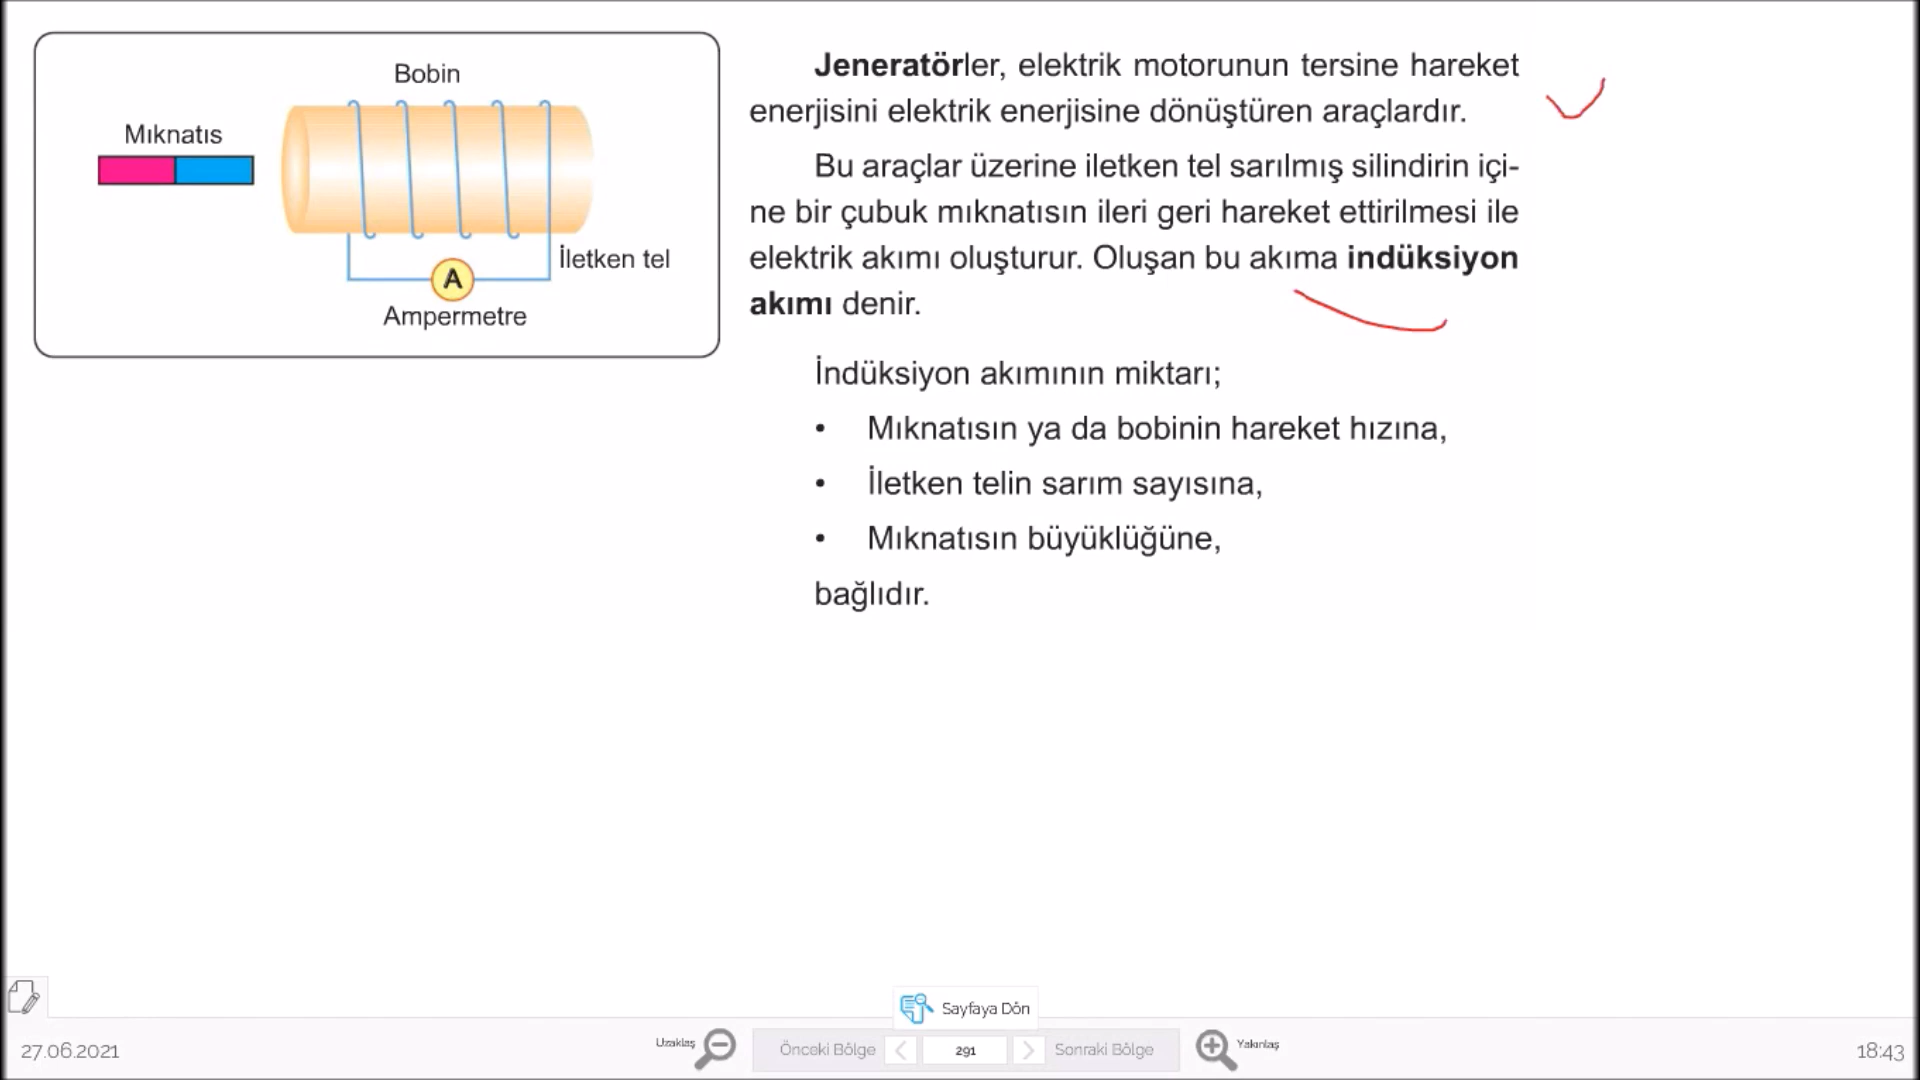 Bobin
Mıknatıs
İletken tel
A
Ampermetre
Jeneratörler, elektrik motorunun tersine hareket
enerjisini elektrik enerjisine dönüştüren araçlardır.
Bu araçlar üzerine iletken tel sarılmış silindirin içi-
ne bir çubuk mıknatısın ileri geri hareket ettirilmesi ile
elektrik akımı oluşturur. Oluşan bu akıma indüksiyon
akımı denir.
İndüksiyon akımının miktarı;
• Mıknatısın ya da bobinin hareket hızına,
• İletken telin sarım sayısına,
• Mıknatısın büyüklüğüne,
bağlıdır.
Sayfaya Dön
27.06.2021
Uzaklaş
Önceki Bölge
291
Sonraki Bölge
Yakınlaş
18:43